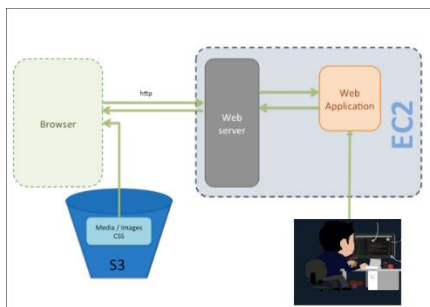 http
Browser
Web
server
Web
Application
EC2
Media / Images
CSS
S3